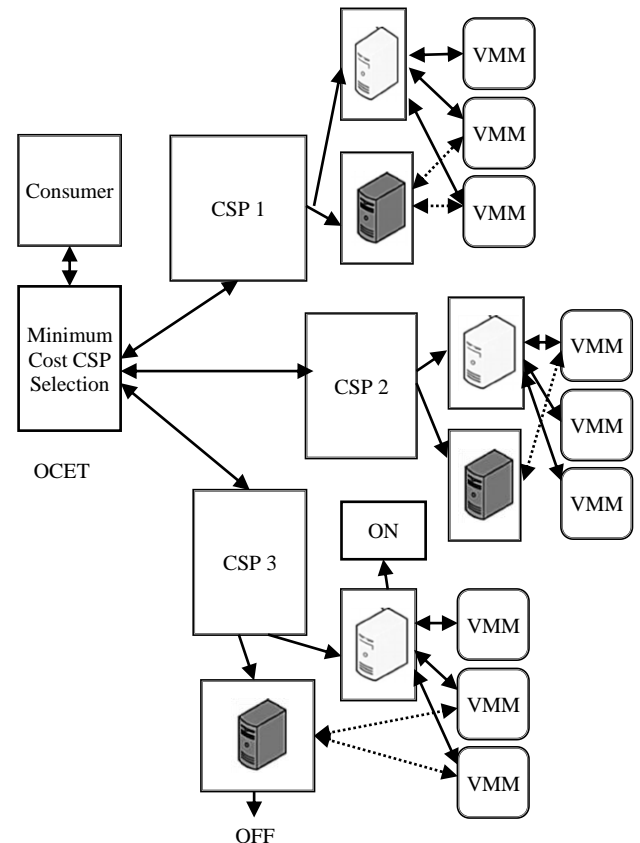 VMM
VMM
Consumer
CSP 1
VMM
Minimum
Cost CSP
Selection
VMM
CSP 2
VMM
OCET
VMM
ON
CSP 3
VMM
VMM
VMM
OFF